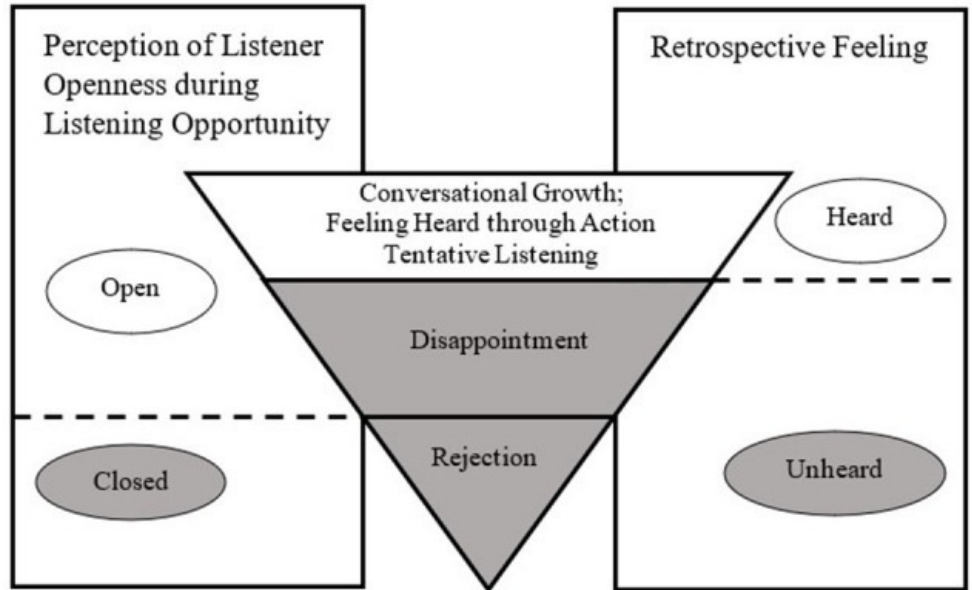 Perception of Listener
Openness during
Listening Opportunity
Open
Closed
Conversational Growth;
Feeling Heard through Action
Tentative Listening
Disappointment
Rejection
Retrospective Feeling
Heard
Unheard